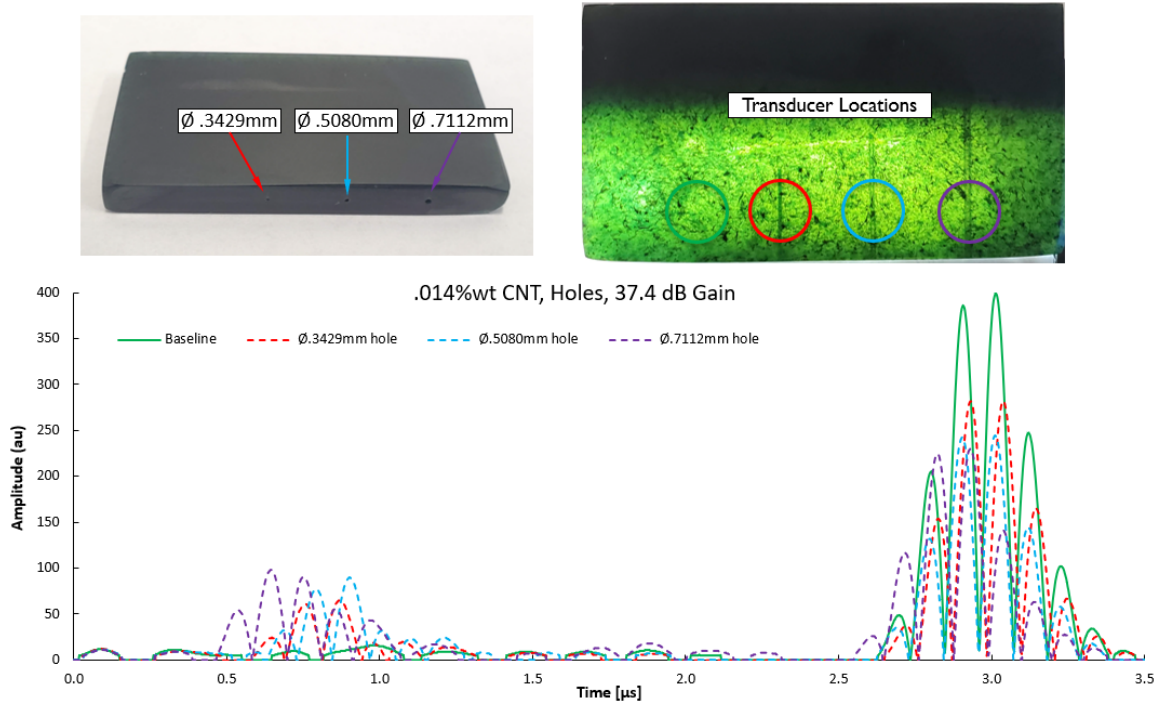 Ø .3429mm
Ø .5080mm
Ø .7112mm
Transducer Locations
.014%wt CNT, Holes, 37.4 dB Gain
Baseline
Ø.3429mm hole
Ø.5080mm hole
Ø.7112mm hole
Amplitude (au)
400
350
300
250
200
150
100
50
0
0.0
0.5
1.0
1.5
2.0
2.5
3.0
3.5
Time [µs]